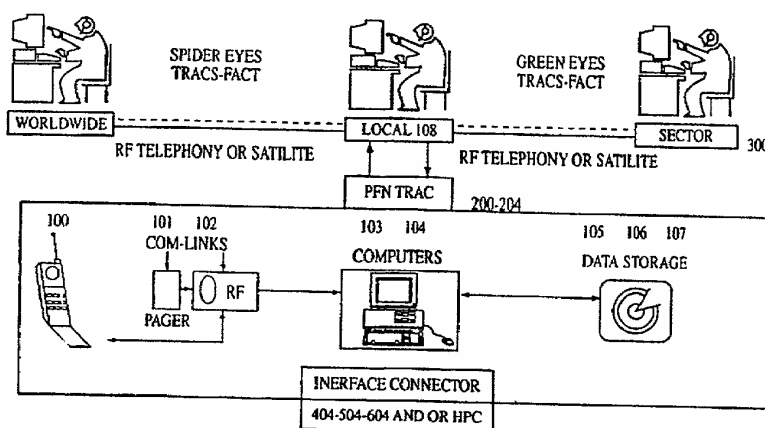 SPIDER EYES
TRACS-FACT
GREEN EYES
TRACS-FACT
WORLDWIDE
LOCAL 108
SECTOR
300
RF TELEPHONY OR SATILITE
RF TELEPHONY OR SATILITE
PFN TRAC
200-204
100
101
102
103
104
105
106
107
COM-LINKS
COMPUTERS
DATA STORAGE
RF
PAGER
INERFACE CONNECTOR
404-504-604 AND OR HPC